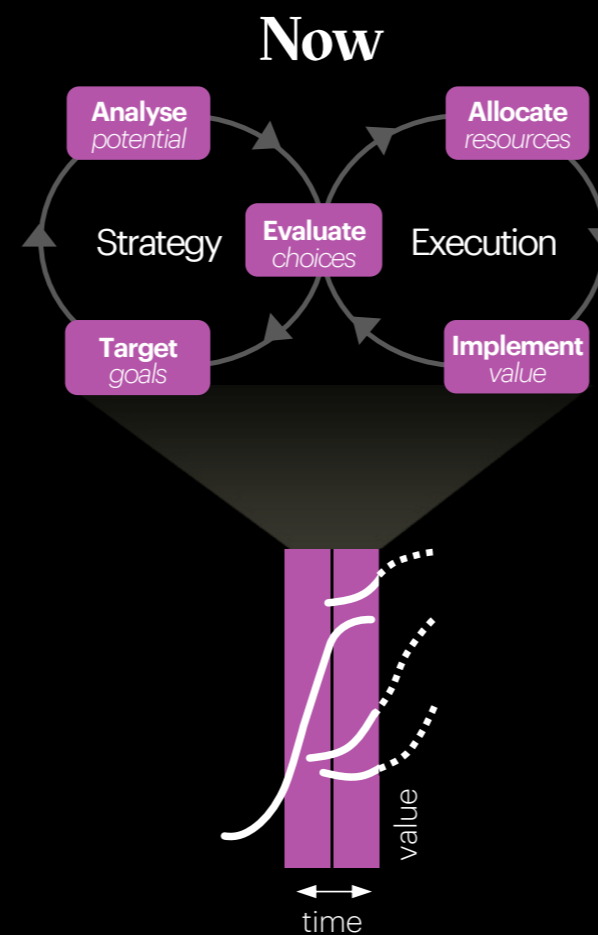 Now
Analyse
potential
Allocate
resources
Strategy
Evaluate
choices
Execution
Target
goals
Implement
value
value
time